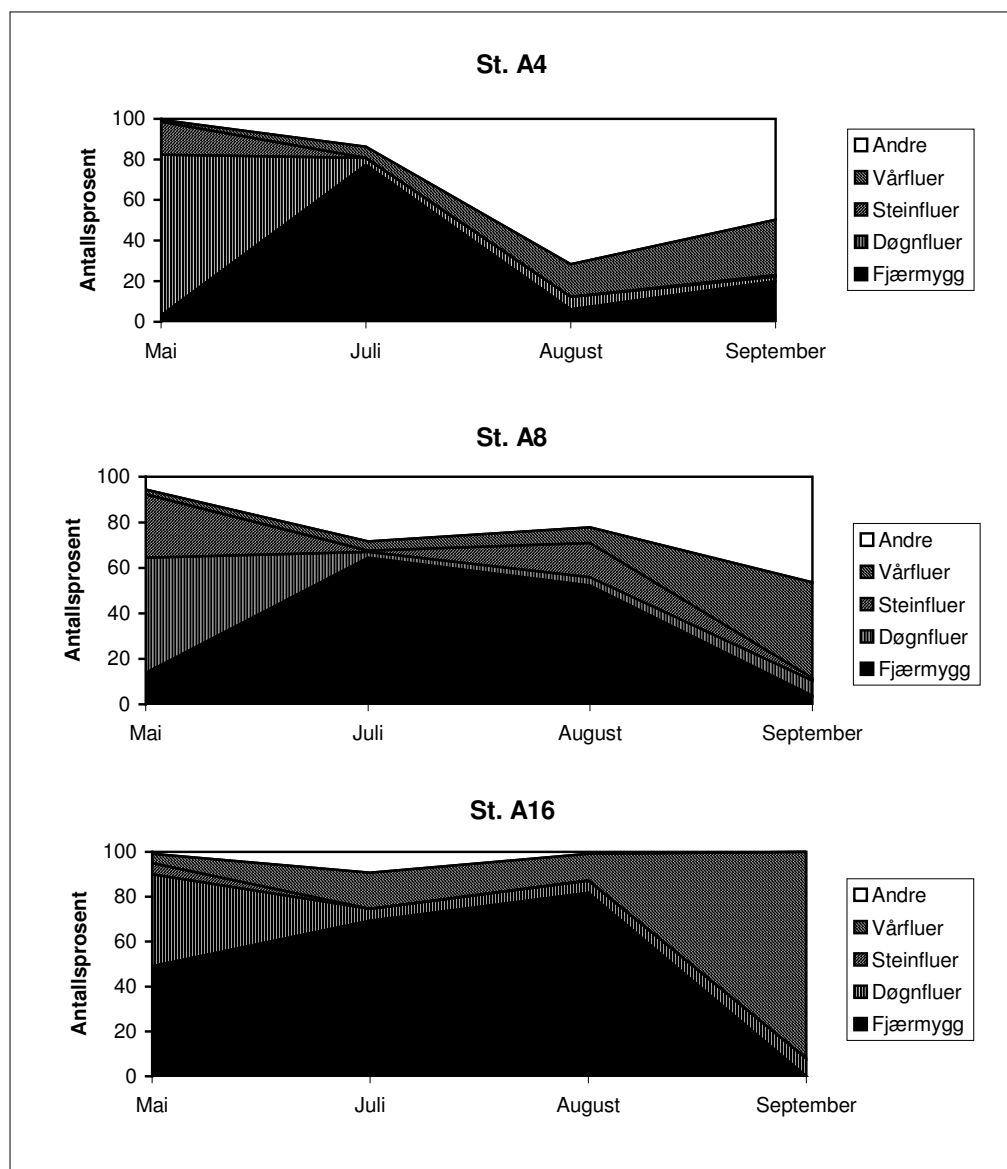 St. A4
Antallsprosent
100
80
60
40
20
0
Mai Juli August September
Andre
Vårfluer
Steinfluer
Døgnfluer
Fjærmygg
St. A8
Antallsprosent
100
80
60
40
20
0
Mai Juli August September
Andre
Vårfluer
Steinfluer
Døgnfluer
Fjærmygg
St. A16
Antallsprosent
100
80
60
40
20
0
Mai Juli August September
Andre
Vårfluer
Steinfluer
Døgnfluer
Fjærmygg